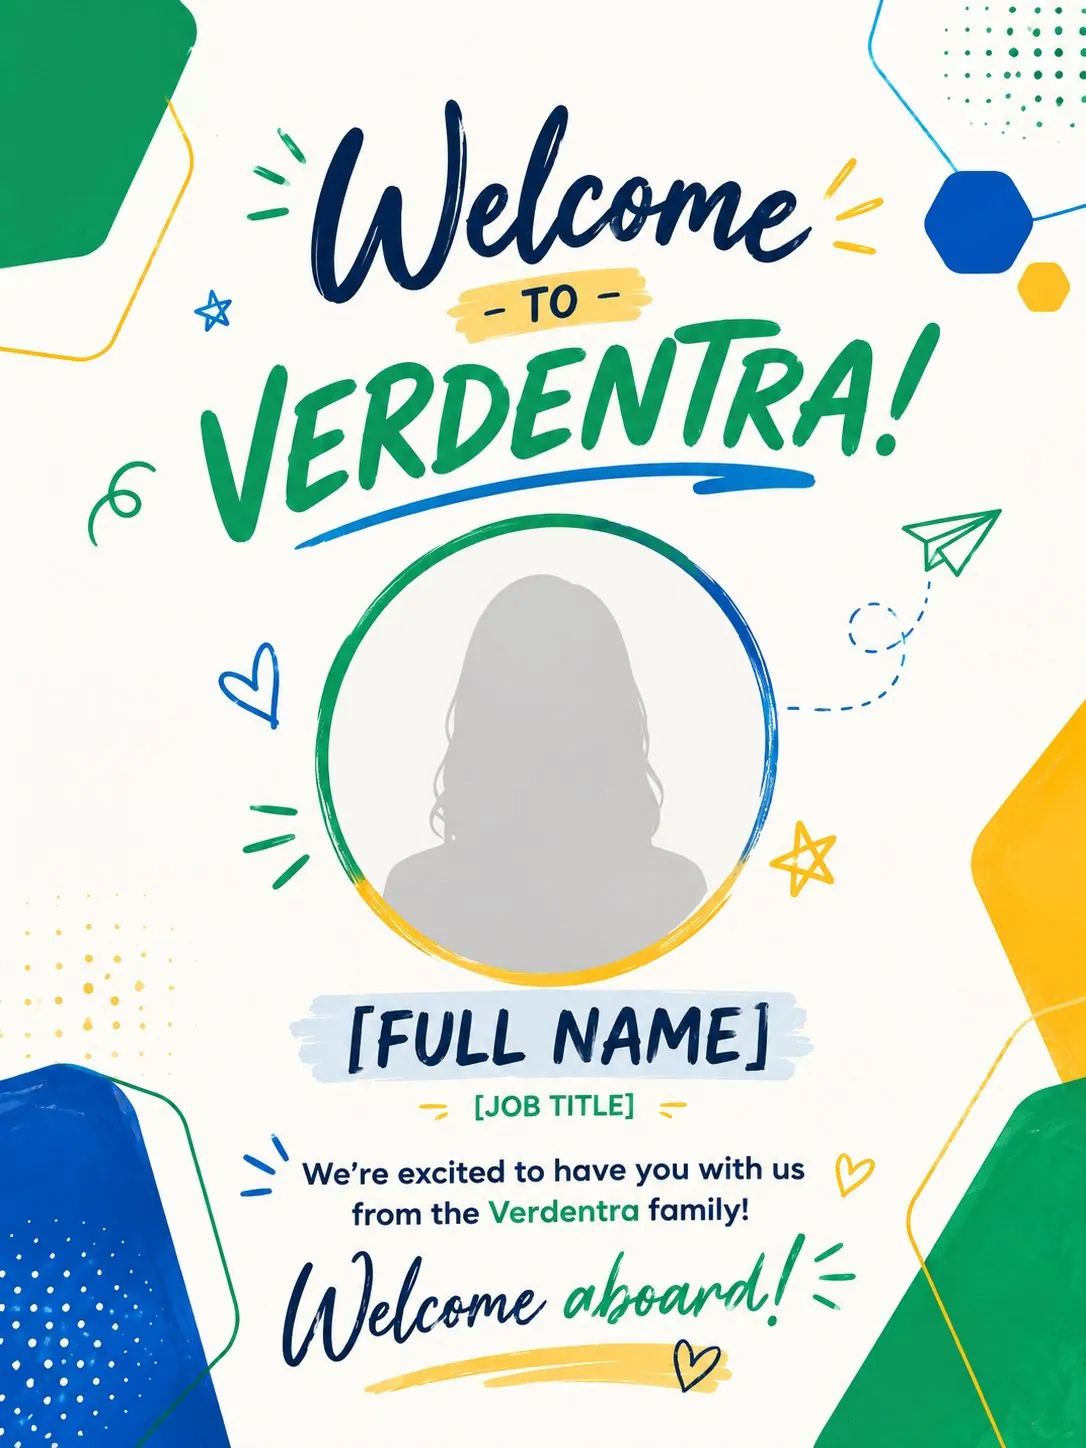 Welcome
- TO -
VERDENTRA!
[FULL NAME]
[JOB TITLE]
We're excited to have you with us
from the Verdentra family!
Welcome aboard!